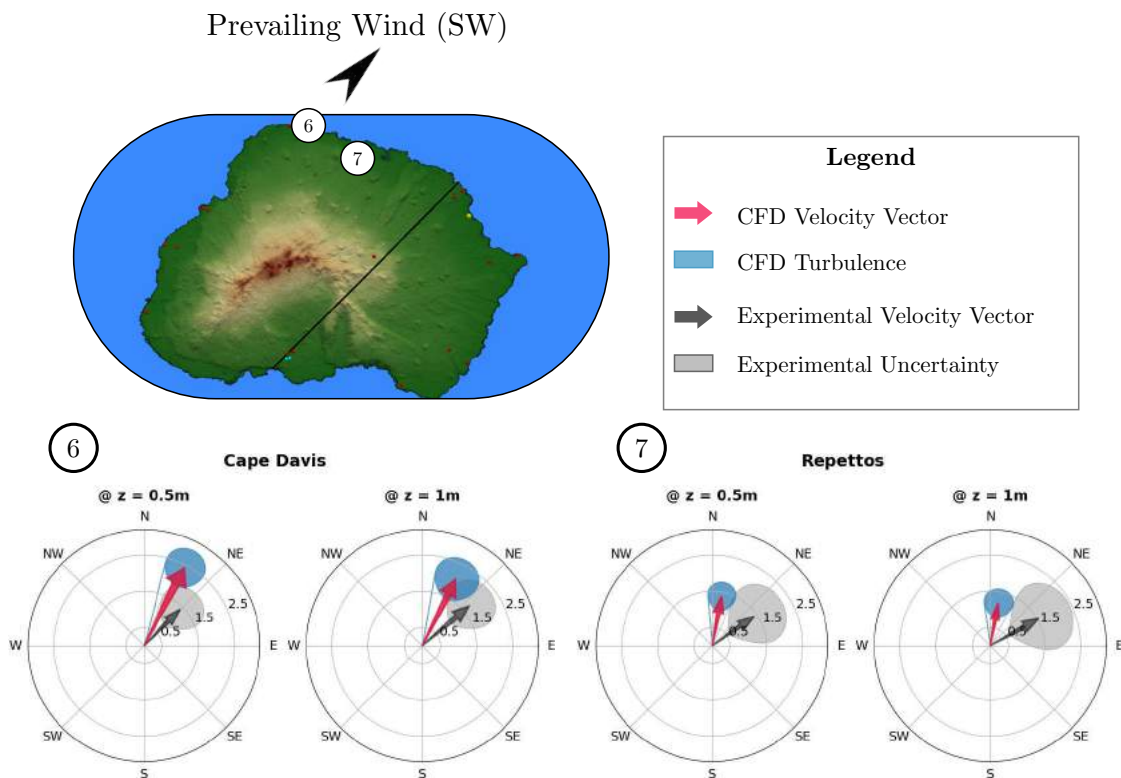 Prevailing Wind (SW)
6
7
Legend
CFD Velocity Vector
CFD Turbulence
Experimental Velocity Vector
Experimental Uncertainty
6
Cape Davis
@ z = 0.5m
N
NE
E
SE
S
SW
W
NW
0.5
1.5
2.5
@ z = 1m
N
NE
E
SE
S
SW
W
NW
0.5
1.5
2.5
7
Repettos
@ z = 0.5m
N
NE
E
SE
S
SW
W
NW
0.5
1.5
2.5
@ z = 1m
N
NE
E
SE
S
SW
W
NW
0.5
1.5
2.5